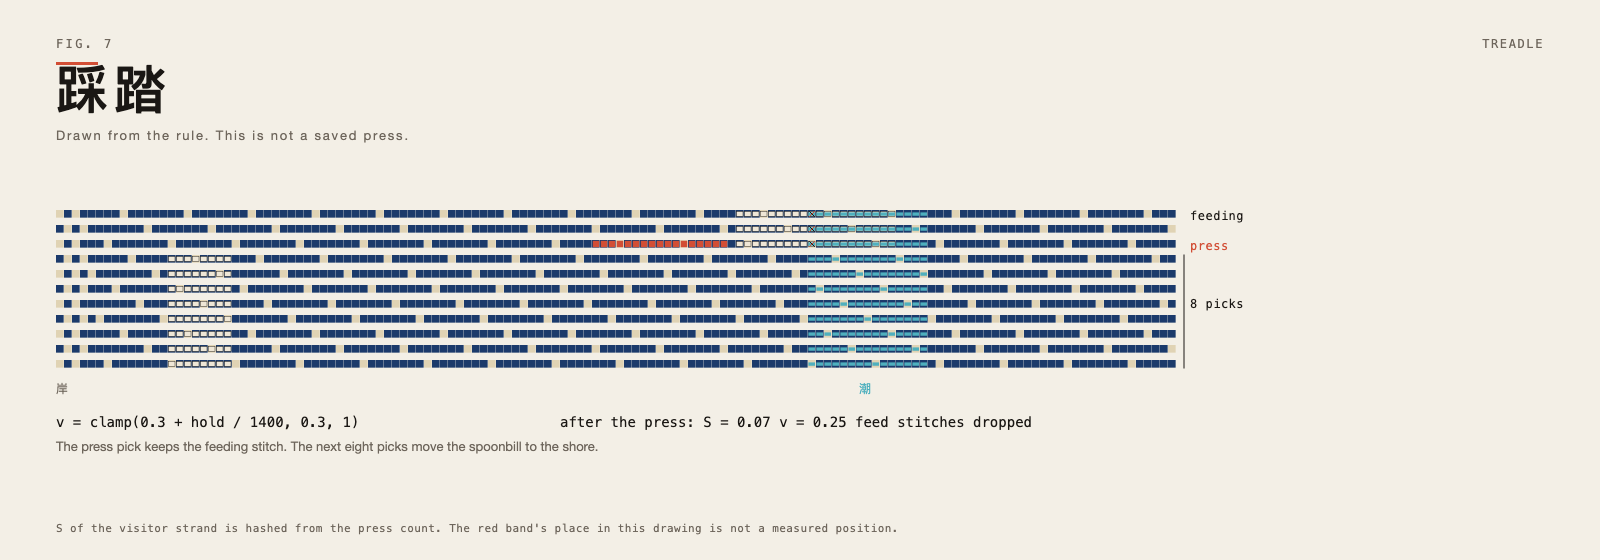 FIG. 7
TREADLE
踩踏
Drawn from the rule. This is not a saved press.
feeding
press
8 picks
岸
潮
v = clamp(0.3 + hold / 1400, 0.3, 1)
after the press: S = 0.07 v = 0.25 feed stitches dropped
The press pick keeps the feeding stitch. The next eight picks move the spoonbill to the shore.
S of the visitor strand is hashed from the press count. The red band's place in this drawing is not a measured position.